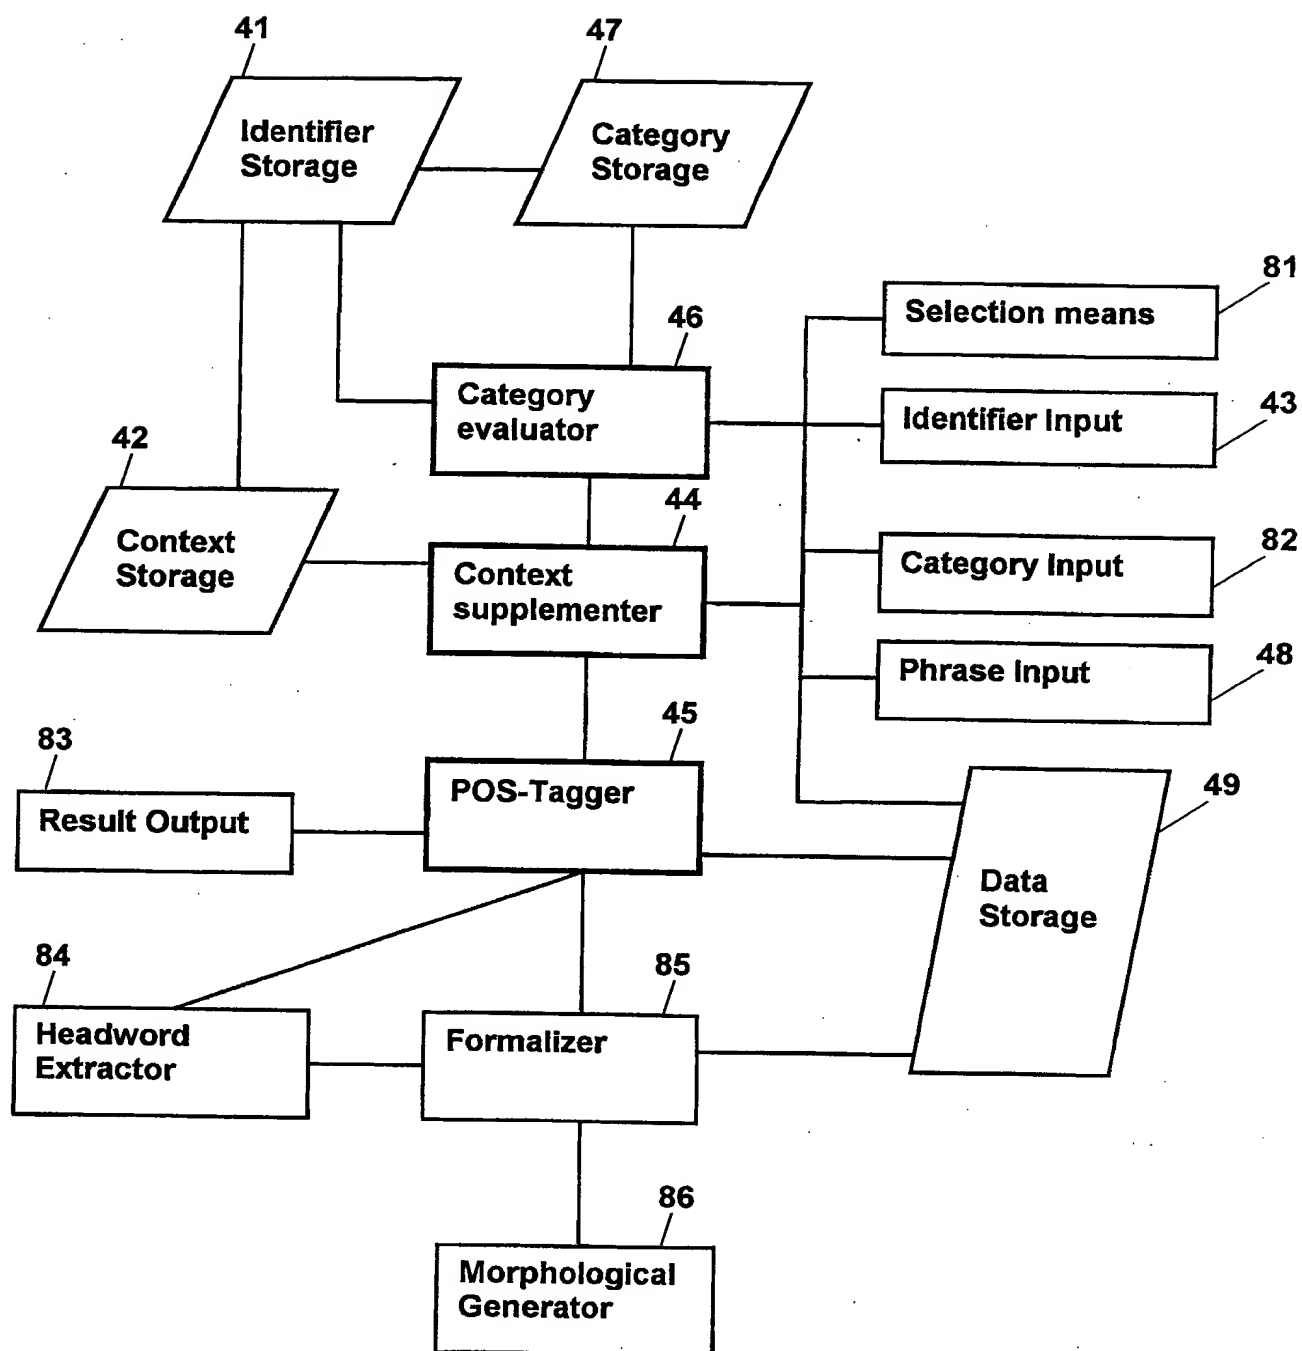 41
47
Identifier
Storage
Category
Storage
81
Selection means
46
Category
evaluator
43
Identifier Input
42
Context
Storage
44
Context
supplementer
82
Category Input
48
Phrase Input
45
POS-Tagger
83
Result Output
49
Data
Storage
84
Headword
Extractor
85
Formalizer
86
Morphological
Generator